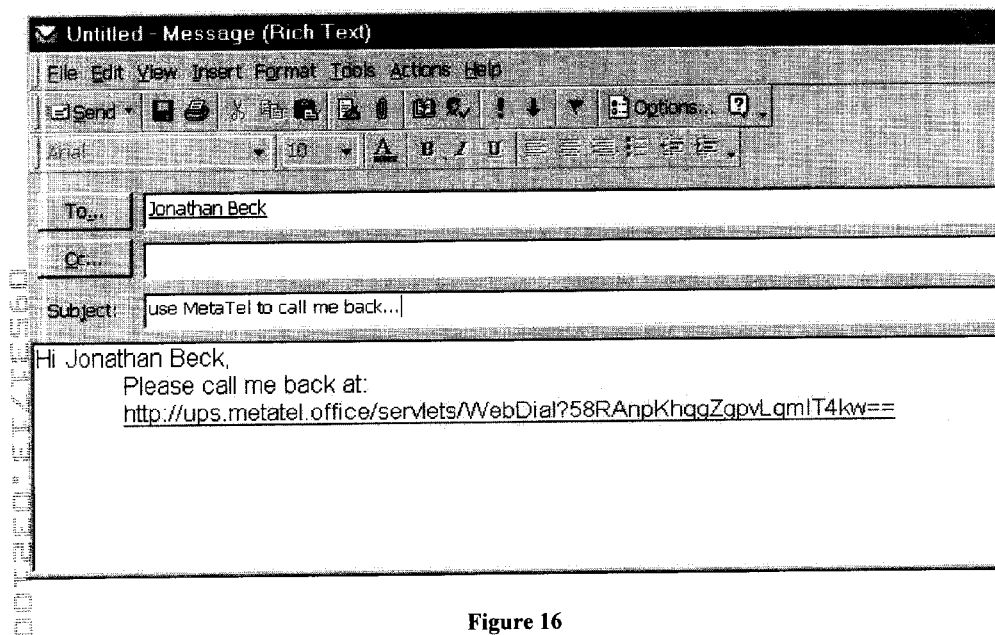 Untitled - Message (Rich Text)
File Edit View Insert Format Tools Actions Help
Send Options...
Arial 10 A B I U
To... Jonathan Beck
Cc...
Subject: use MetaTel to call me back...
Hi Jonathan Beck,
Please call me back at:
http://ups.metatel.office/servlets/WebDial?58RAnpKhqgZgpvLqmIT4kw==
Figure 16